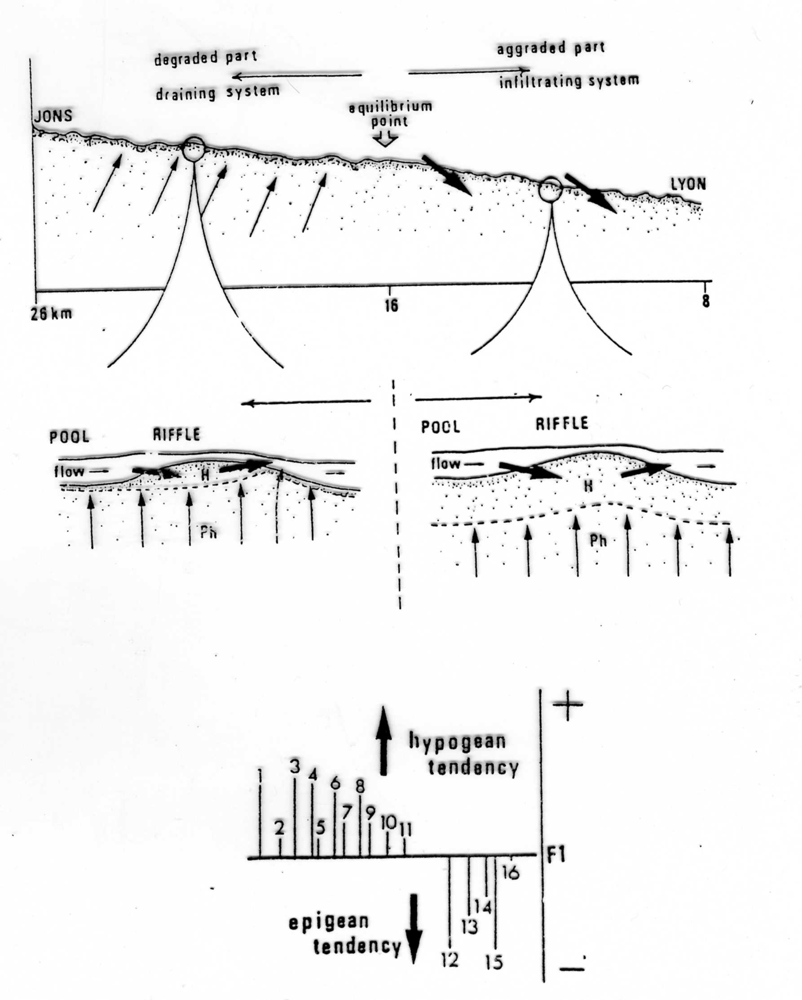 degraded part
aggraded part
draining system
infiltrating system
equilibrium
point
JONS
LYON
26 km
16
8
POOL
RIFFLE
POOL
RIFFLE
flow
H
Ph
flow
H
Ph
+
hypogean
tendency
1
2
3
4
5
6
7
8
9
10
11
F1
16
14
13
12
15
epigean
tendency
–